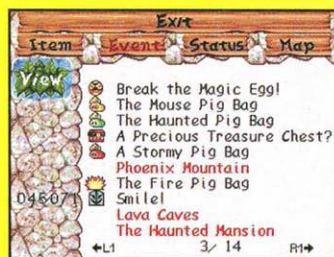 Exit
Item Event Status Map
View
Break the Magic Egg!
The Mouse Pig Bag
The Haunted Pig Bag
A Precious Treasure Chest?
A Stormy Pig Bag
Phoenix Mountain
The Fire Pig Bag
045071 Smile!
Lava Caves
The Haunted Mansion
←L1 3/ 14 R1→